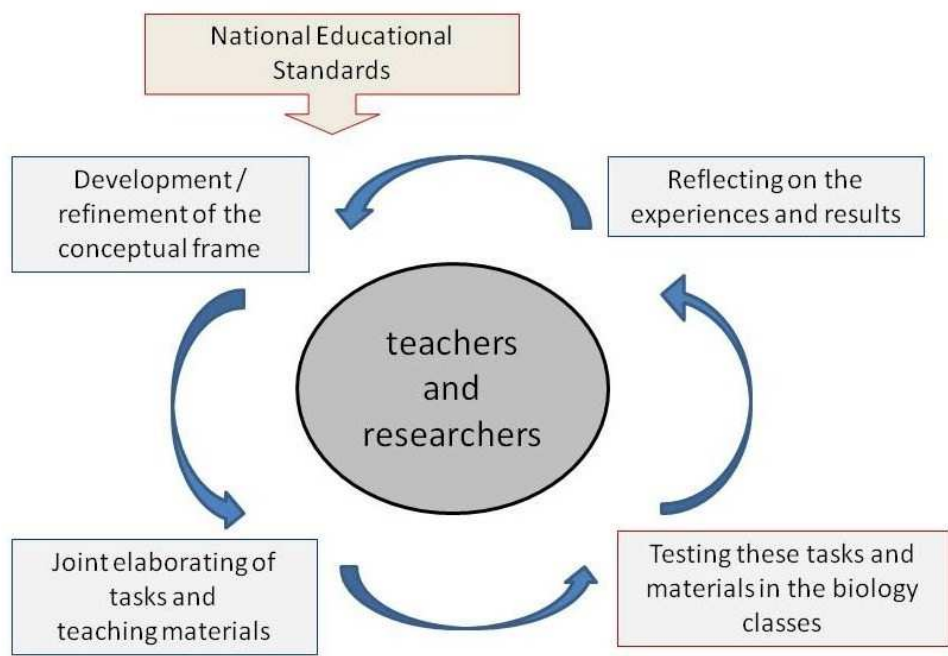 National Educational
Standards
Development /
refinement of the
conceptual frame
Reflecting on the
experiences and results
teachers
and
researchers
Joint elaborating of
tasks and
teaching materials
Testing these tasks and
materials in the biology
classes